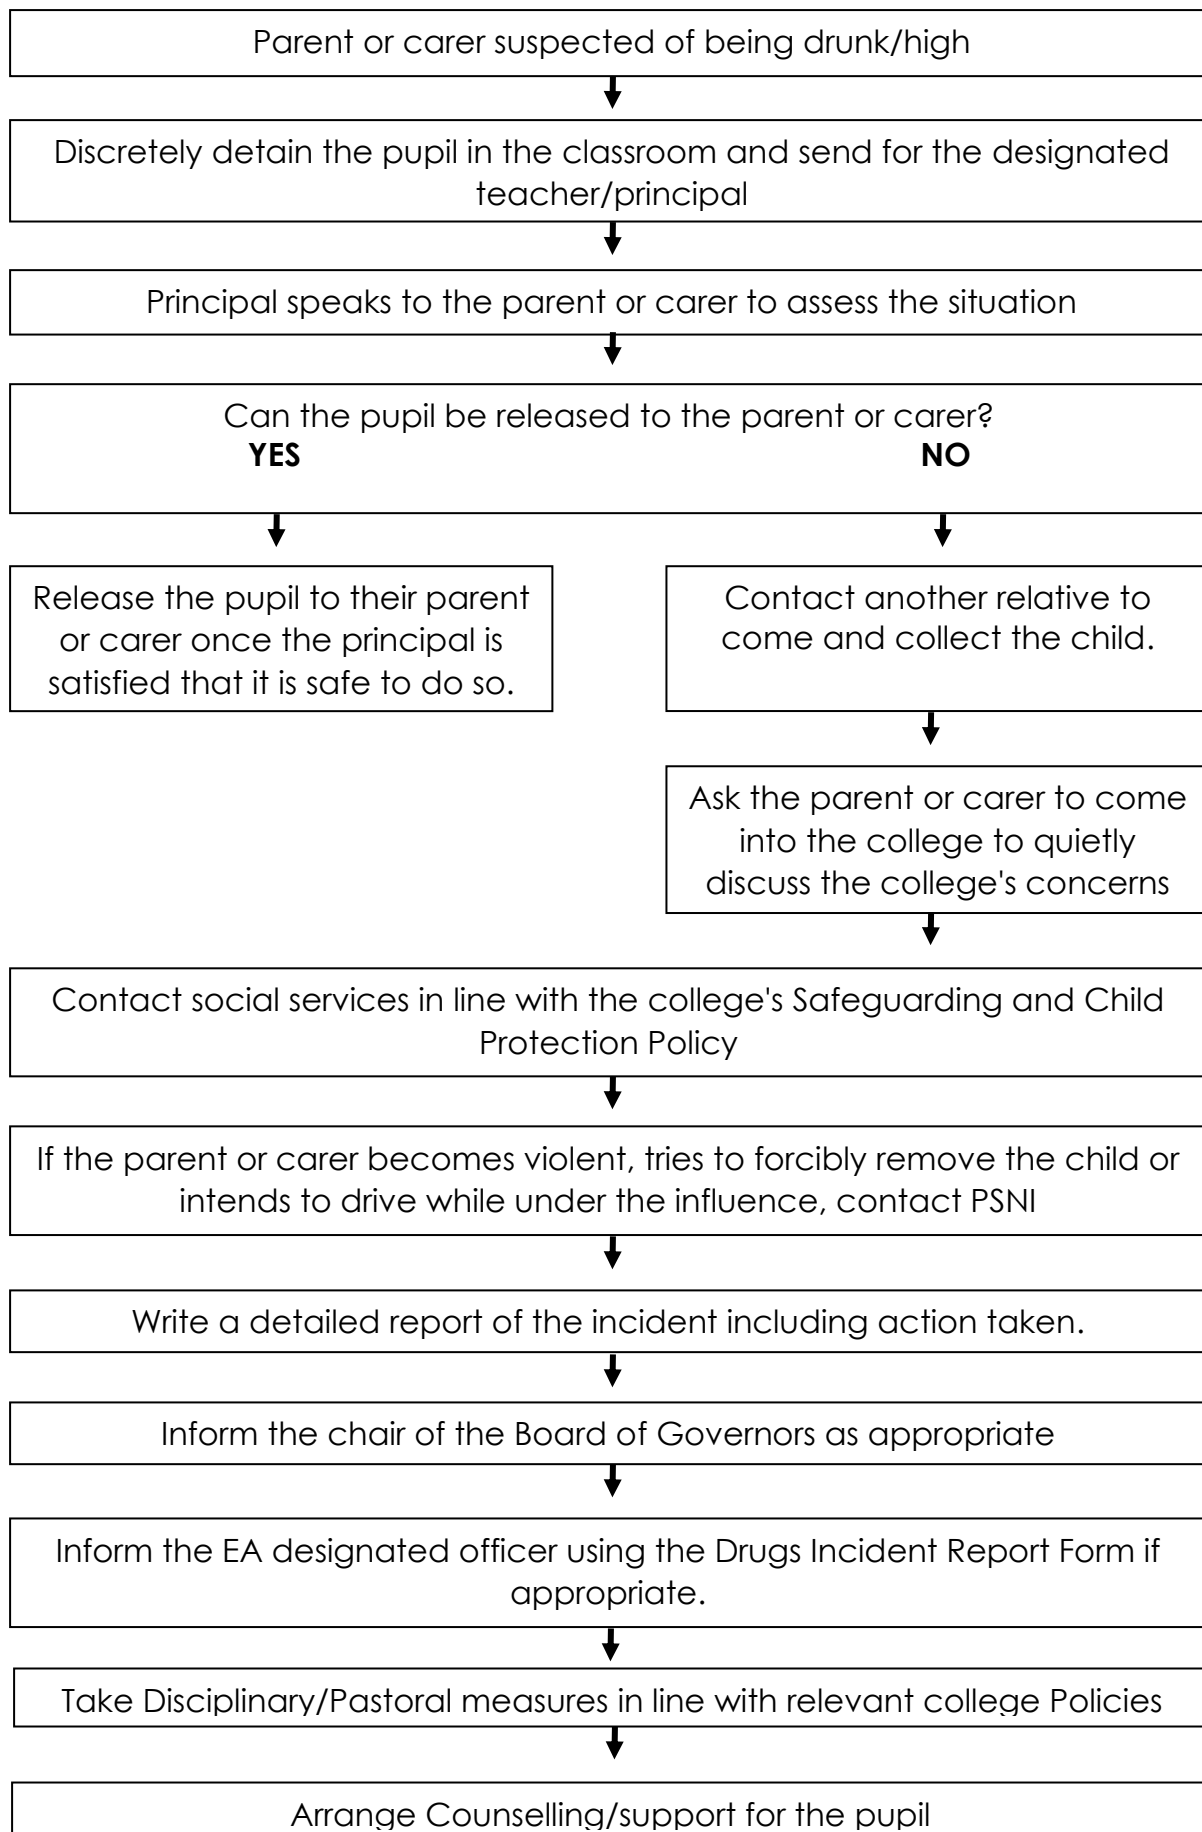 Parent or carer suspected of being drunk/high
Discretely detain the pupil in the classroom and send for the designated
teacher/principal
Principal speaks to the parent or carer to assess the situation
Can the pupil be released to the parent or carer?
YES NO
Release the pupil to their parent
or carer once the principal is
satisfied that it is safe to do so.
Contact another relative to
come and collect the child.
Ask the parent or carer to come
into the college to quietly
discuss the college's concerns
Contact social services in line with the college's Safeguarding and Child
Protection Policy
If the parent or carer becomes violent, tries to forcibly remove the child or
intends to drive while under the influence, contact PSNI
Write a detailed report of the incident including action taken.
Inform the chair of the Board of Governors as appropriate
Inform the EA designated officer using the Drugs Incident Report Form if
appropriate.
Take Disciplinary/Pastoral measures in line with relevant college Policies
Arrange Counselling/support for the pupil